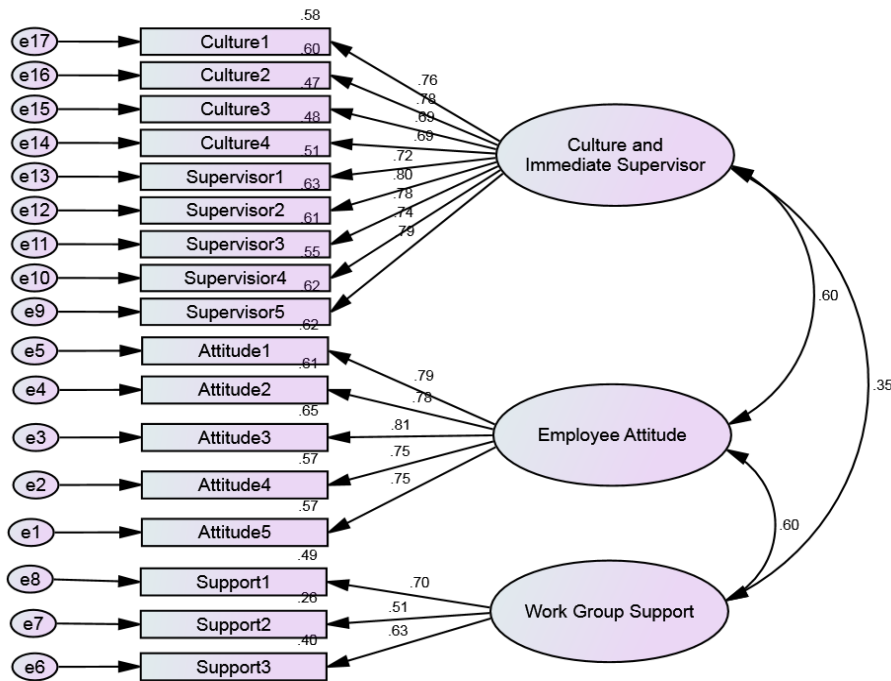 .58
e17 Culture1
.60
e16 Culture2
.47
e15 Culture3
.48
e14 Culture4
.51
e13 Supervisor1
.63
e12 Supervisor2
.61
e11 Supervisor3
.55
e10 Supervisior4
.62
e9 Supervisor5
.62
e5 Attitude1
.61
e4 Attitude2
.65
e3 Attitude3
.57
e2 Attitude4
.57
e1 Attitude5
.49
e8 Support1
.26
e7 Support2
.40
e6 Support3
.76
.78
.69
.69
.72
.80
.78
.74
.79
.79
.78
.81
.75
.75
.70
.51
.63
Culture and
Immediate Supervisor
Employee Attitude
Work Group Support
.60
.35
.60